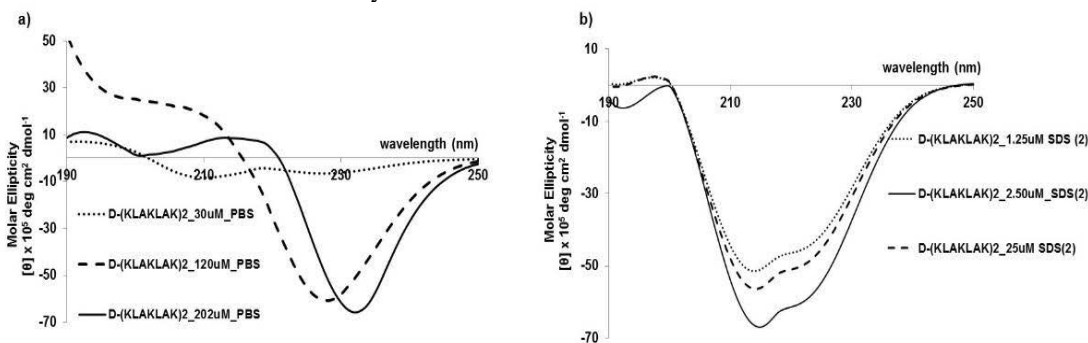 a)
50
30
10
-10
-30
-50
-70
190
210
230
250
wavelength (nm)
Molar Ellipticity
[θ] x 10⁵ deg cm² dmol⁻¹
D-(KLAKLAK)2_30uM_PBS
D-(KLAKLAK)2_120uM_PBS
D-(KLAKLAK)2_202uM_PBS
b)
10
-10
-30
-50
-70
190
210
230
250
wavelength (nm)
Molar Ellipticity
[θ] x 10⁵ deg cm² dmol⁻¹
D-(KLAKLAK)2_1.25uM SDS (2)
D-(KLAKLAK)2_2.50uM_SDS(2)
D-(KLAKLAK)2_25uM SDS(2)